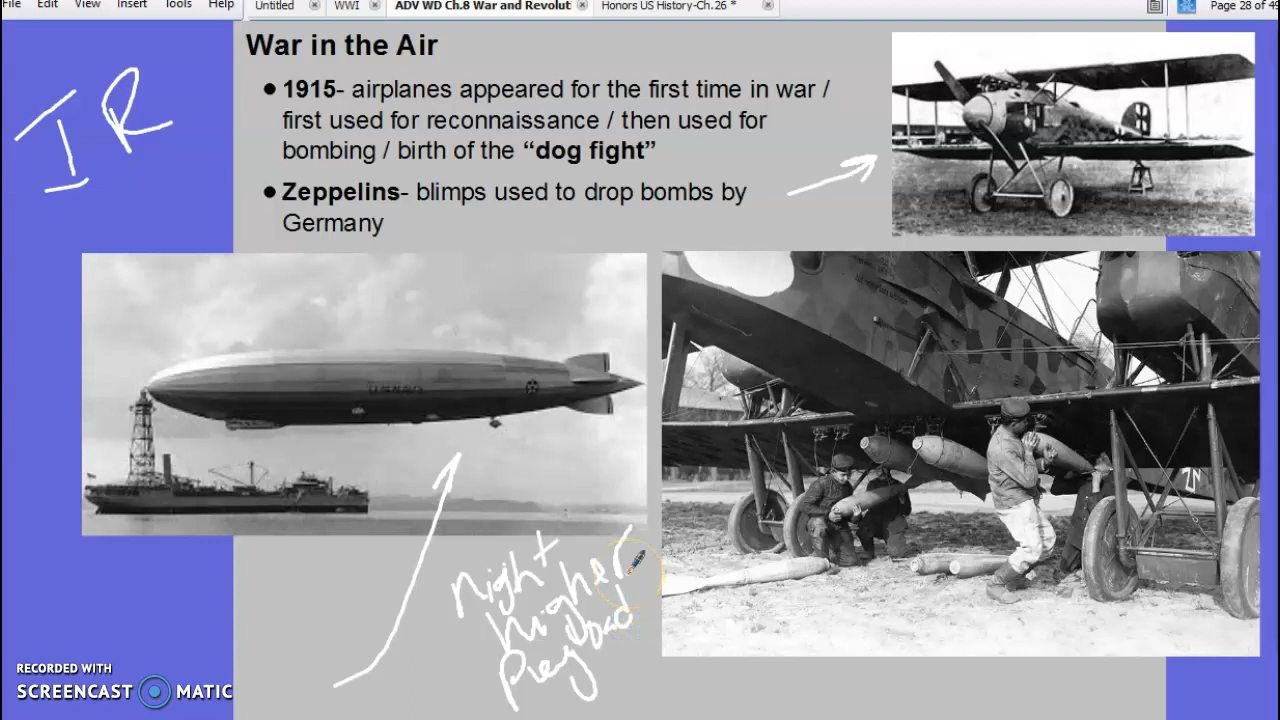 File Edit View Insert Tools Help
Untitled WWI ADV WD Ch.8 War and Revoluti Honors US History-Ch.26 *
Page 28 of 49
War in the Air
● 1915- airplanes appeared for the first time in war /
first used for reconnaissance / then used for
bombing / birth of the “dog fight”
● Zeppelins- blimps used to drop bombs by
Germany
IR
night
higher
Payload
RECORDED WITH
SCREENCAST MATIC